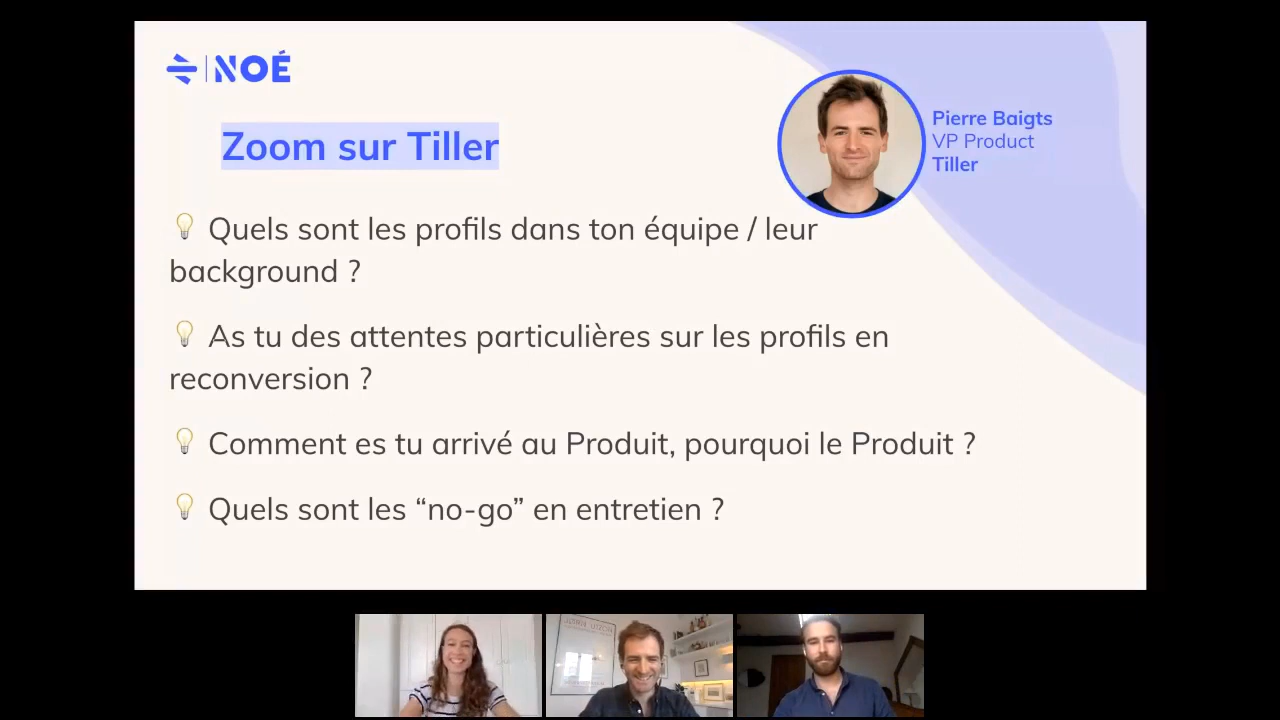 NOÉ
Zoom sur Tiller
Pierre Baigts
VP Product
Tiller
Quels sont les profils dans ton équipe / leur
background ?
As tu des attentes particulières sur les profils en
reconversion ?
Comment es tu arrivé au Produit, pourquoi le Produit ?
Quels sont les “no-go” en entretien ?